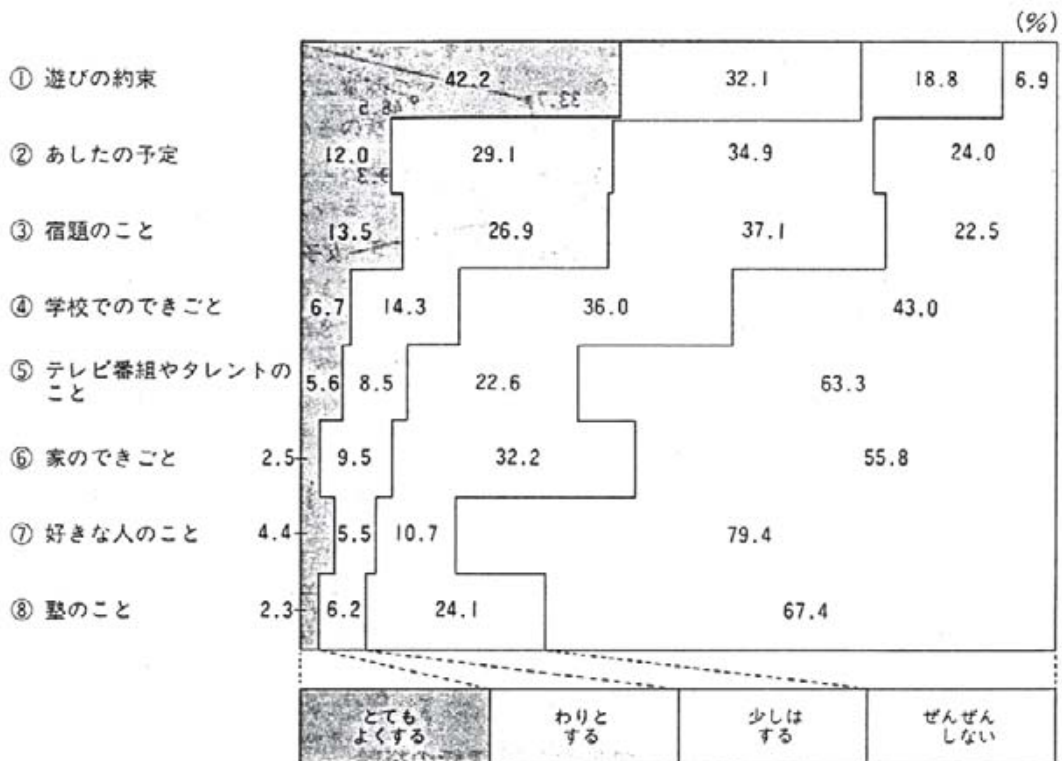 (%)
① 遊びの約束 42.2 32.1 18.8 6.9
② あしたの予定 12.0 29.1 34.9 24.0
③ 宿題のこと 13.5 26.9 37.1 22.5
④ 学校でのできごと 6.7 14.3 36.0 43.0
⑤ テレビ番組やタレントの
こと 5.6 8.5 22.6 63.3
⑥ 家のできごと 2.5 9.5 32.2 55.8
⑦ 好きな人のこと 4.4 5.5 10.7 79.4
⑧ 塾のこと 2.3 6.2 24.1 67.4
とても わりと 少しは ぜんぜん
よくする する する しない